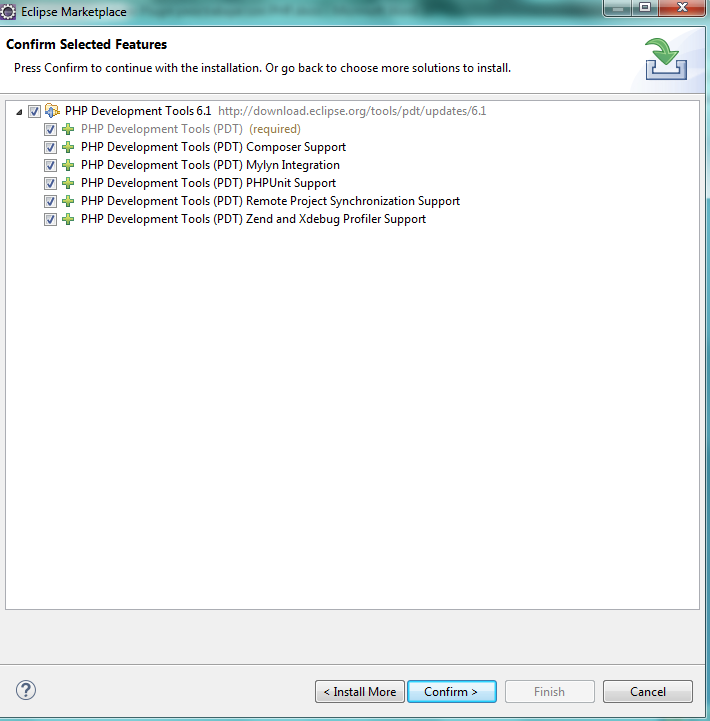 Eclipse Marketplace
Confirm Selected Features
Press Confirm to continue with the installation. Or go back to choose more solutions to install.
PHP Development Tools 6.1 http://download.eclipse.org/tools/pdt/updates/6.1
PHP Development Tools (PDT) (required)
PHP Development Tools (PDT) Composer Support
PHP Development Tools (PDT) Mylyn Integration
PHP Development Tools (PDT) PHPUnit Support
PHP Development Tools (PDT) Remote Project Synchronization Support
PHP Development Tools (PDT) Zend and Xdebug Profiler Support
? < Install More Confirm > Finish Cancel